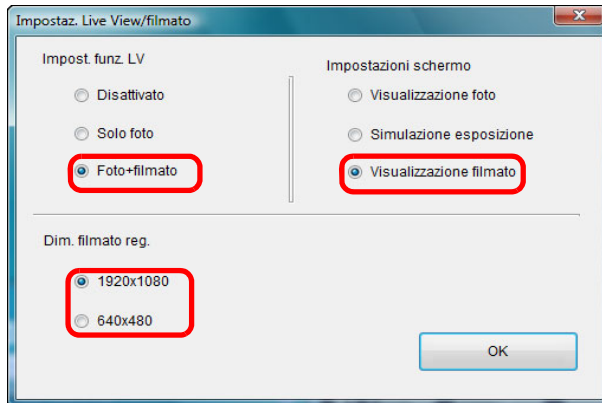 Impostaz. Live View/filmato
Impost. funz. LV
Disattivato
Solo foto
Foto+filmato
Impostazioni schermo
Visualizzazione foto
Simulazione esposizione
Visualizzazione filmato
Dim. filmato reg.
1920x1080
640x480
OK